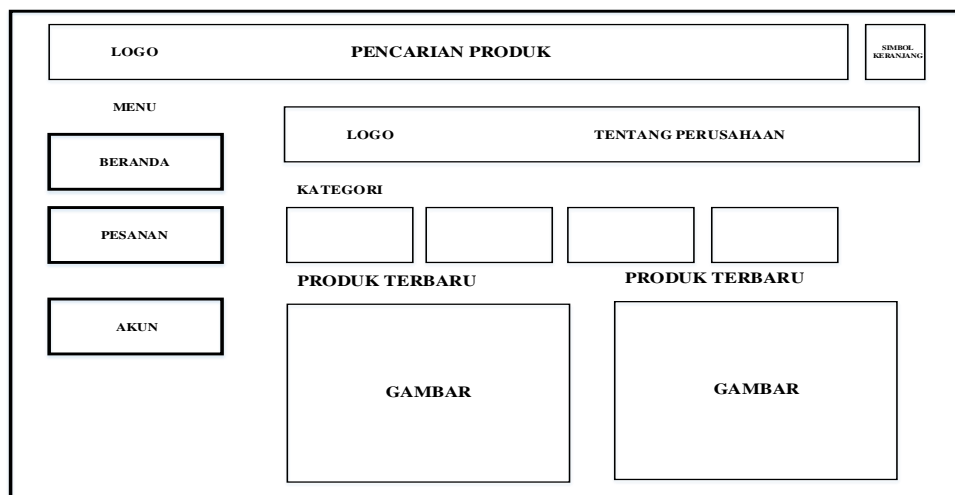 LOGO
PENCARIAN PRODUK
SIMBOL
KERANJANG
MENU
BERANDA
PESANAN
AKUN
LOGO
TENTANG PERUSAHAAN
KATEGORI
PRODUK TERBARU
PRODUK TERBARU
GAMBAR
GAMBAR